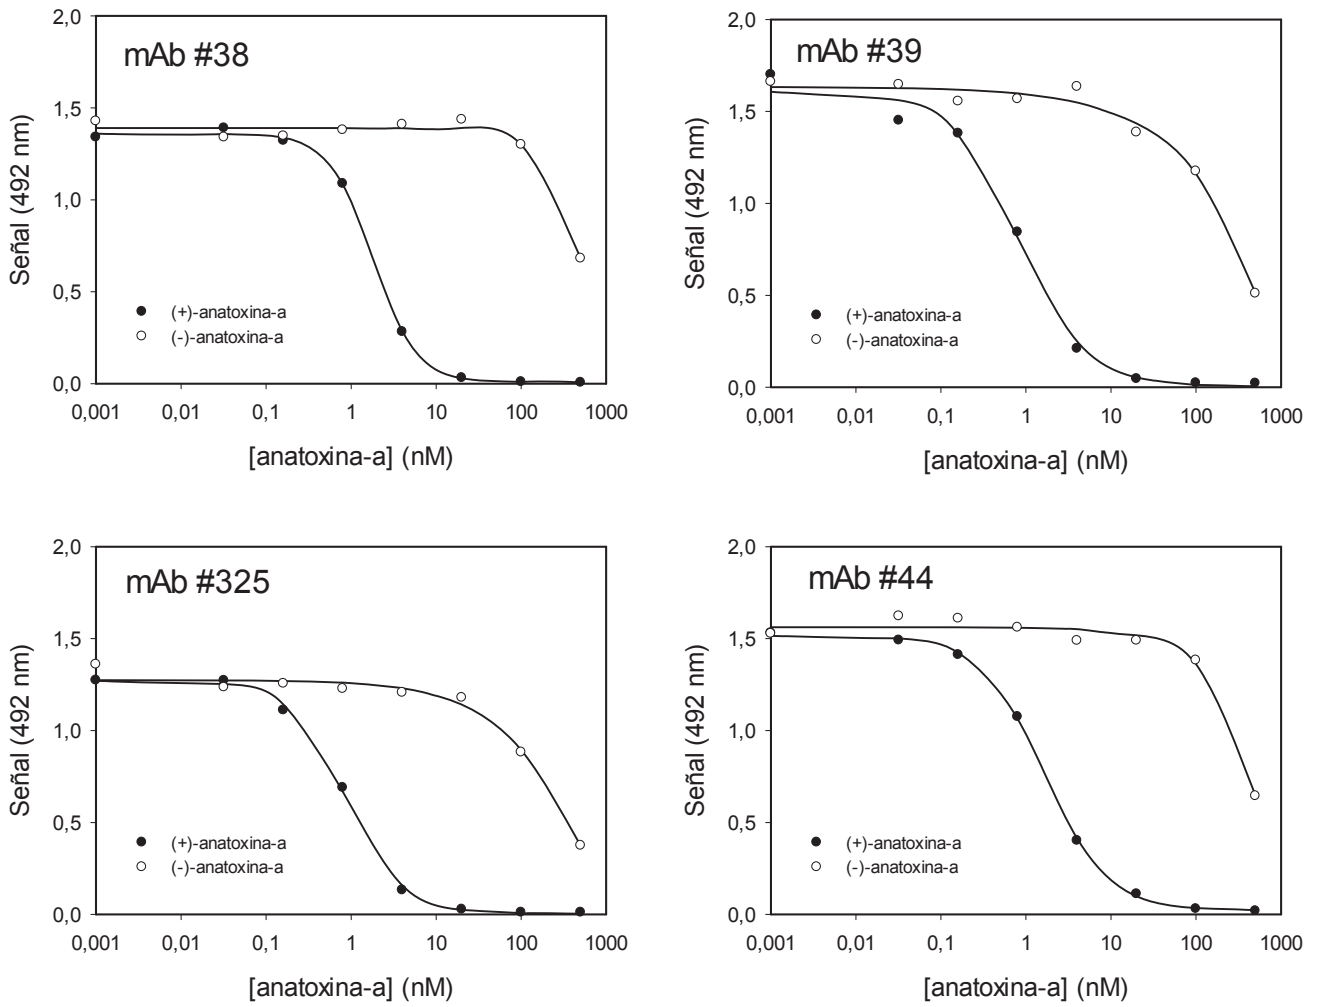 mAb #38
2,0
1,5
1,0
0,5
0,0
Señal (492 nm)
(+)-anatoxina-a
(-)-anatoxina-a
0,001 0,01 0,1 1 10 100 1000
[anatoxina-a] (nM)
mAb #39
2,0
1,5
1,0
0,5
0,0
Señal (492 nm)
(+)-anatoxina-a
(-)-anatoxina-a
0,001 0,01 0,1 1 10 100 1000
[anatoxina-a] (nM)
mAb #325
2,0
1,5
1,0
0,5
0,0
Señal (492 nm)
(+)-anatoxina-a
(-)-anatoxina-a
0,001 0,01 0,1 1 10 100 1000
[anatoxina-a] (nM)
mAb #44
2,0
1,5
1,0
0,5
0,0
Señal (492 nm)
(+)-anatoxina-a
(-)-anatoxina-a
0,001 0,01 0,1 1 10 100 1000
[anatoxina-a] (nM)